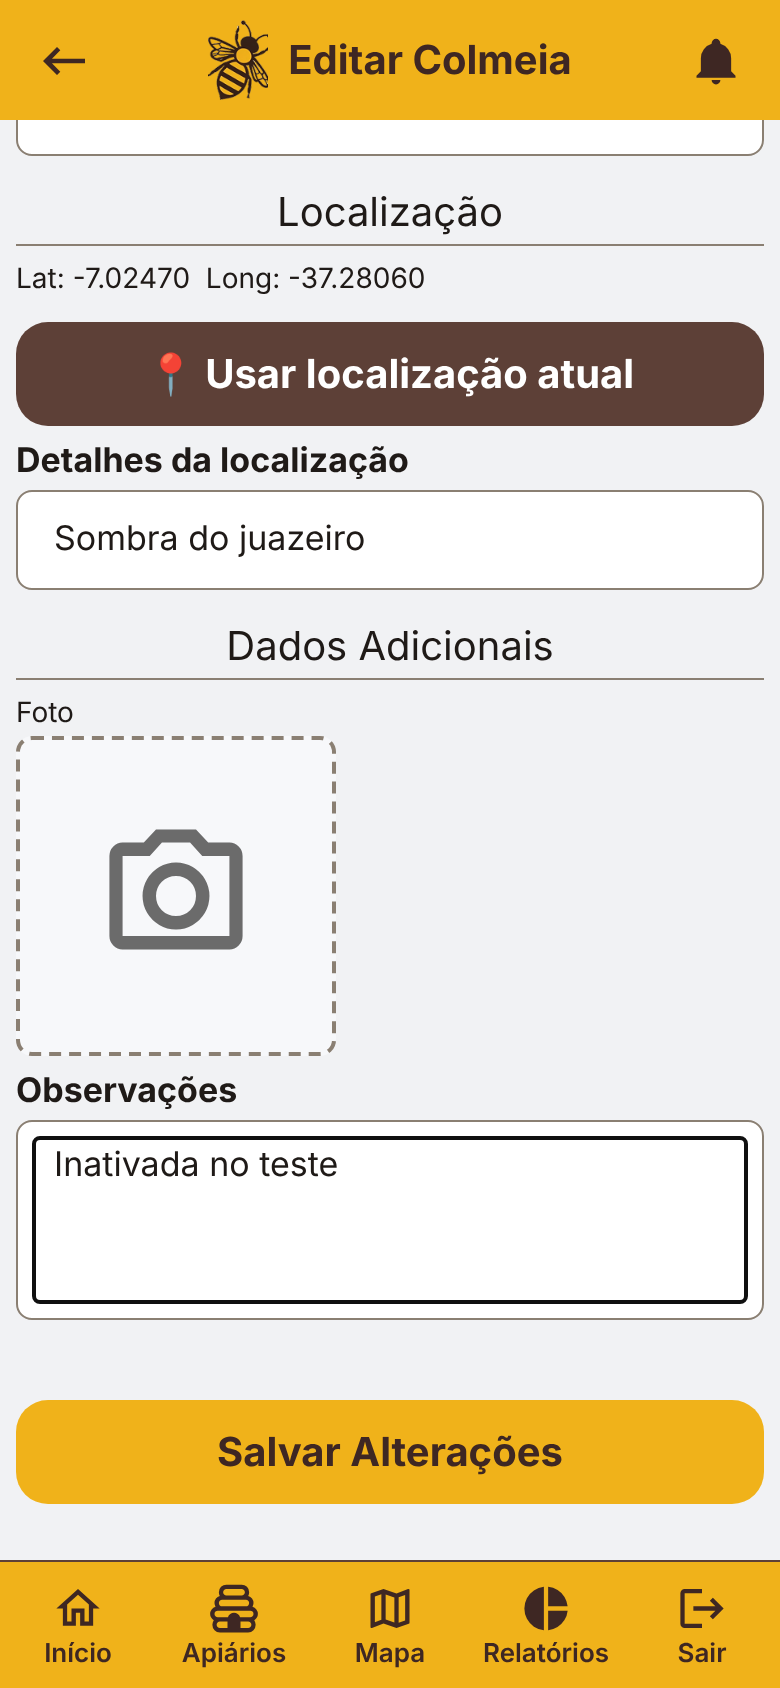 Editar Colmeia
Localização
Lat: -7.02470  Long: -37.28060
📍 Usar localização atual
Detalhes da localização
Sombra do juazeiro
Dados Adicionais
Foto
Observações
Inativada no teste
Salvar Alterações
Início Apiários Mapa Relatórios Sair